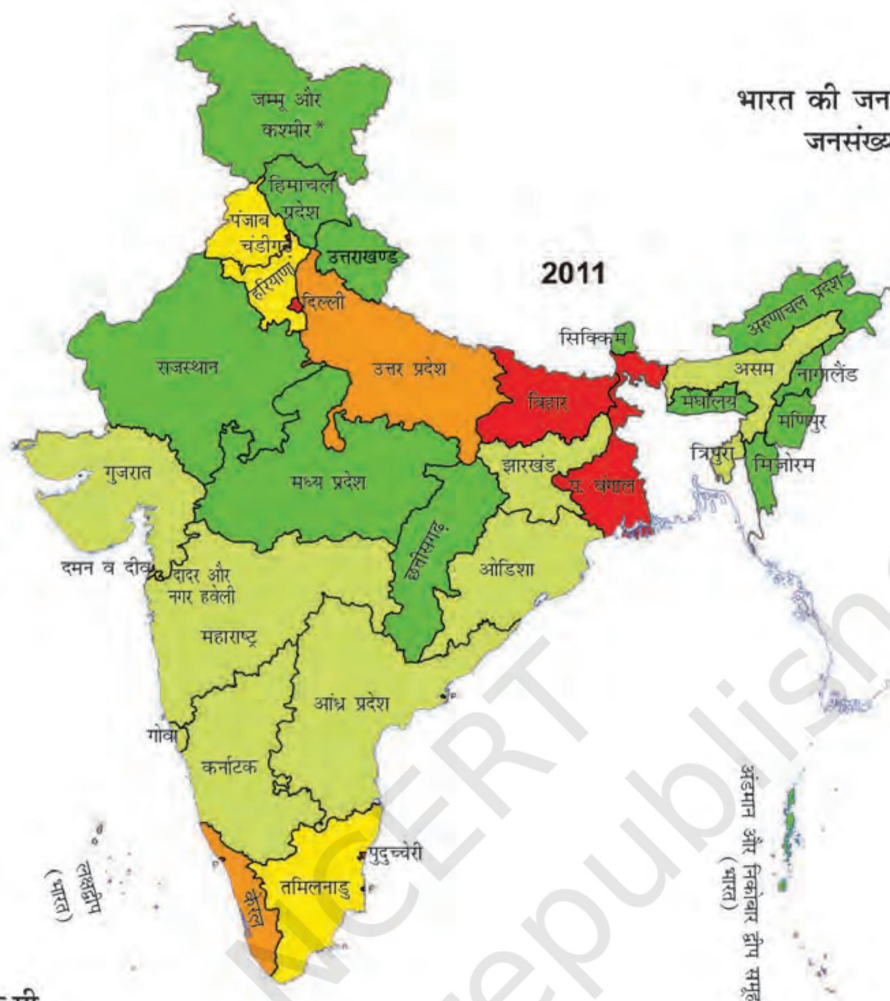 भारत की जन
जनसंख्य
2011
जम्मू और
कश्मीर*
हिमाचल
प्रदेश
पंजाब
चंडीगढ़
उत्तराखण्ड
हरियाणा
दिल्ली
अरुणाचल प्रदेश
सिक्किम
राजस्थान
उत्तर प्रदेश
असम
नागालैंड
बिहार
मेघालय
मणिपुर
त्रिपुरा
मिज़ोरम
झारखंड
गुजरात
मध्य प्रदेश
प. बंगाल
छत्तीसगढ़
ओडिशा
दमन व दीव
दादर और
नगर हवेली
महाराष्ट्र
आंध्र प्रदेश
गोवा
कर्नाटक
अंडमान और निकोबार द्वीप समूह
(भारत)
लक्षद्वीप
(भारत)
पुदुच्चेरी
तमिलनाडु
केरल
NCERT
republish